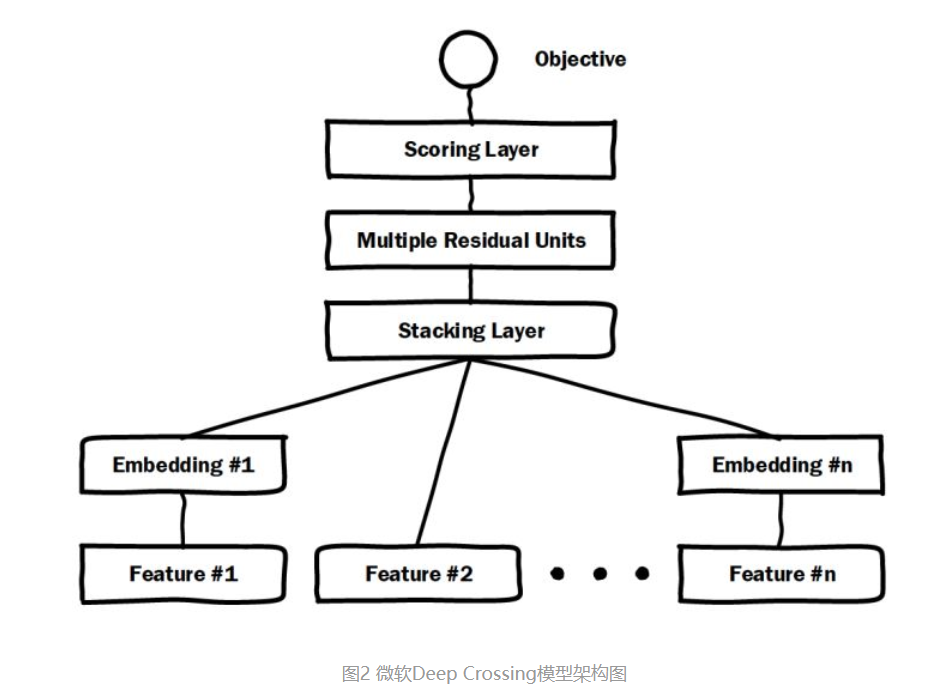 Objective
Scoring Layer
Multiple Residual Units
Stacking Layer
Embedding #1
Embedding #n
Feature #1
Feature #2
Feature #n
图2 微软Deep Crossing模型架构图